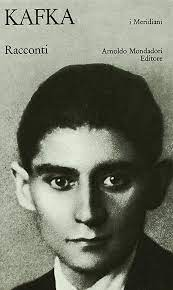 KAFKA
i Meridiani
Racconti
Arnoldo Mondadori
Editore